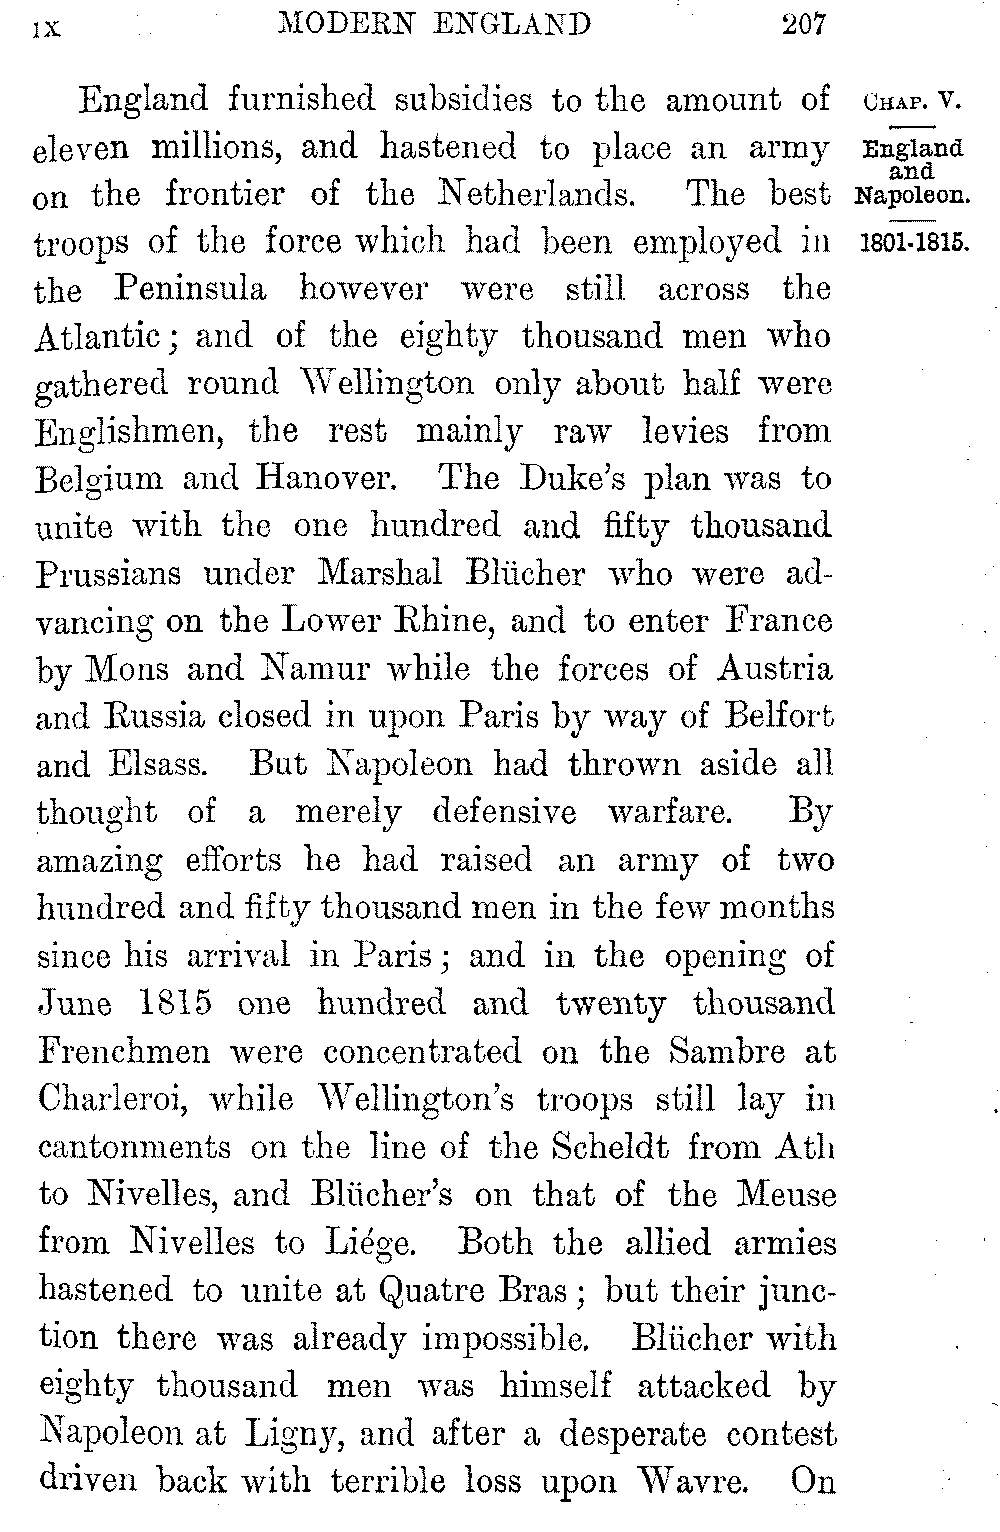 IX MODERN ENGLAND 207
England furnished subsidies to the amount of
eleven millions, and hastened to place an army
on the frontier of the Netherlands. The best
troops of the force which had been employed in
the Peninsula however were still across the
Atlantic; and of the eighty thousand men who
gathered round Wellington only about half were
Englishmen, the rest mainly raw levies from
Belgium and Hanover. The Duke's plan was to
unite with the one hundred and fifty thousand
Prussians under Marshal Blücher who were ad-
vancing on the Lower Rhine, and to enter France
by Mons and Namur while the forces of Austria
and Russia closed in upon Paris by way of Belfort
and Elsass. But Napoleon had thrown aside all
thought of a merely defensive warfare. By
amazing efforts he had raised an army of two
hundred and fifty thousand men in the few months
since his arrival in Paris; and in the opening of
June 1815 one hundred and twenty thousand
Frenchmen were concentrated on the Sambre at
Charleroi, while Wellington's troops still lay in
cantonments on the line of the Scheldt from Ath
to Nivelles, and Blücher's on that of the Meuse
from Nivelles to Liége. Both the allied armies
hastened to unite at Quatre Bras; but their junc-
tion there was already impossible. Blücher with
eighty thousand men was himself attacked by
Napoleon at Ligny, and after a desperate contest
driven back with terrible loss upon Wavre. On
CHAP. V.
England
and
Napoleon.
1801-1815.